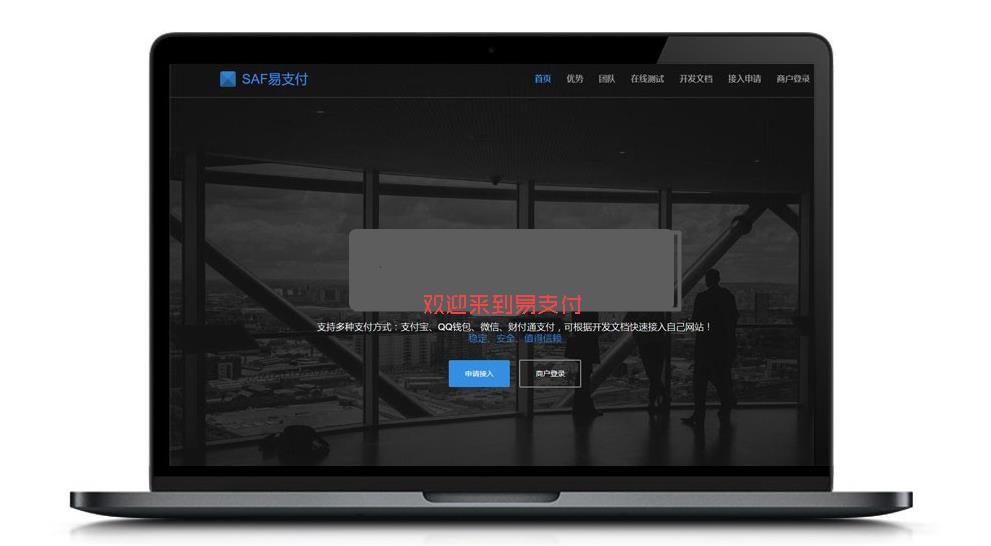 SAF易支付
首页 优势 团队 在线测试 开发文档 接入申请 商户登录
欢迎来到易支付
支持多种支付方式:支付宝、QQ钱包、微信、财付通支付，可根据开发文档快速接入自己网站！
稳定、安全、值得信赖
申请接入 商户登录